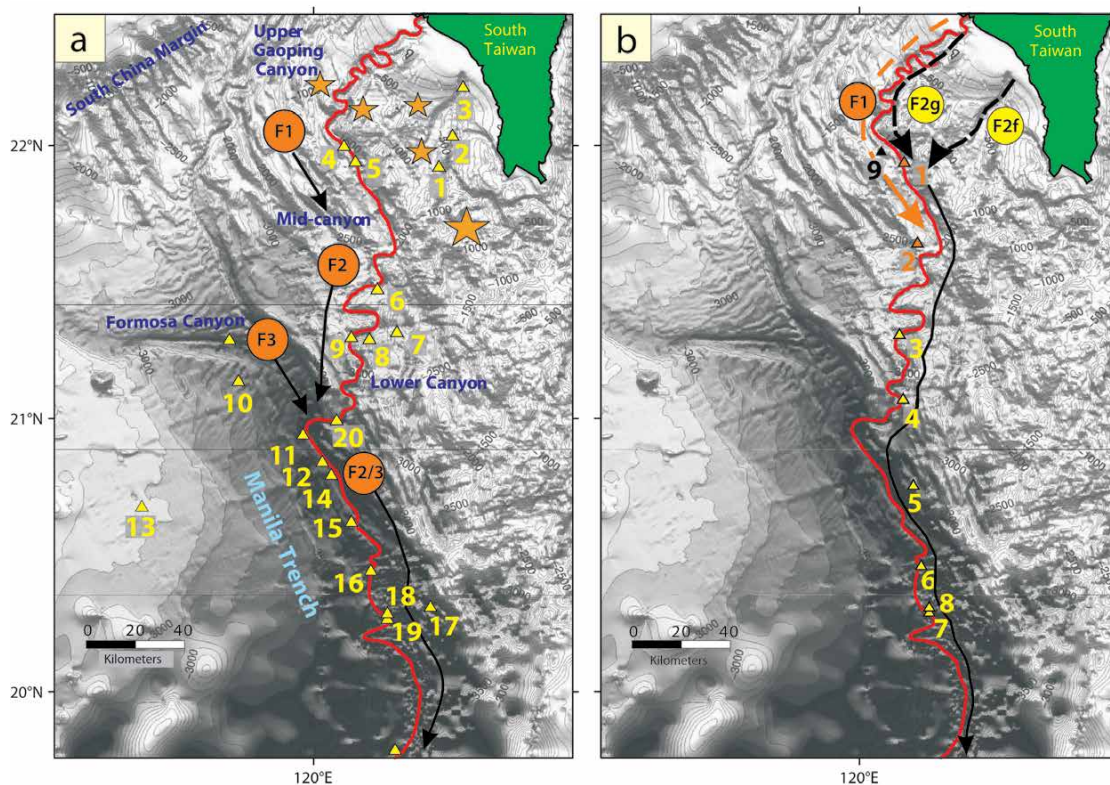 a
South China Margin
Upper
Gaoping
Canyon
South
Taiwan
F1
3
2
1
4
5
Mid-canyon
F2
6
Formosa Canyon
F3
9
8
7
Lower Canyon
10
20
11
12
14
F2/3
13
15
Manila Trench
16
18
17
19
0 20 40
Kilometers
22°N
21°N
20°N
120°E
b
South
Taiwan
F1
F2g
F2f
9
1
2
3
4
5
6
8
7
0 20 40
Kilometers
120°E